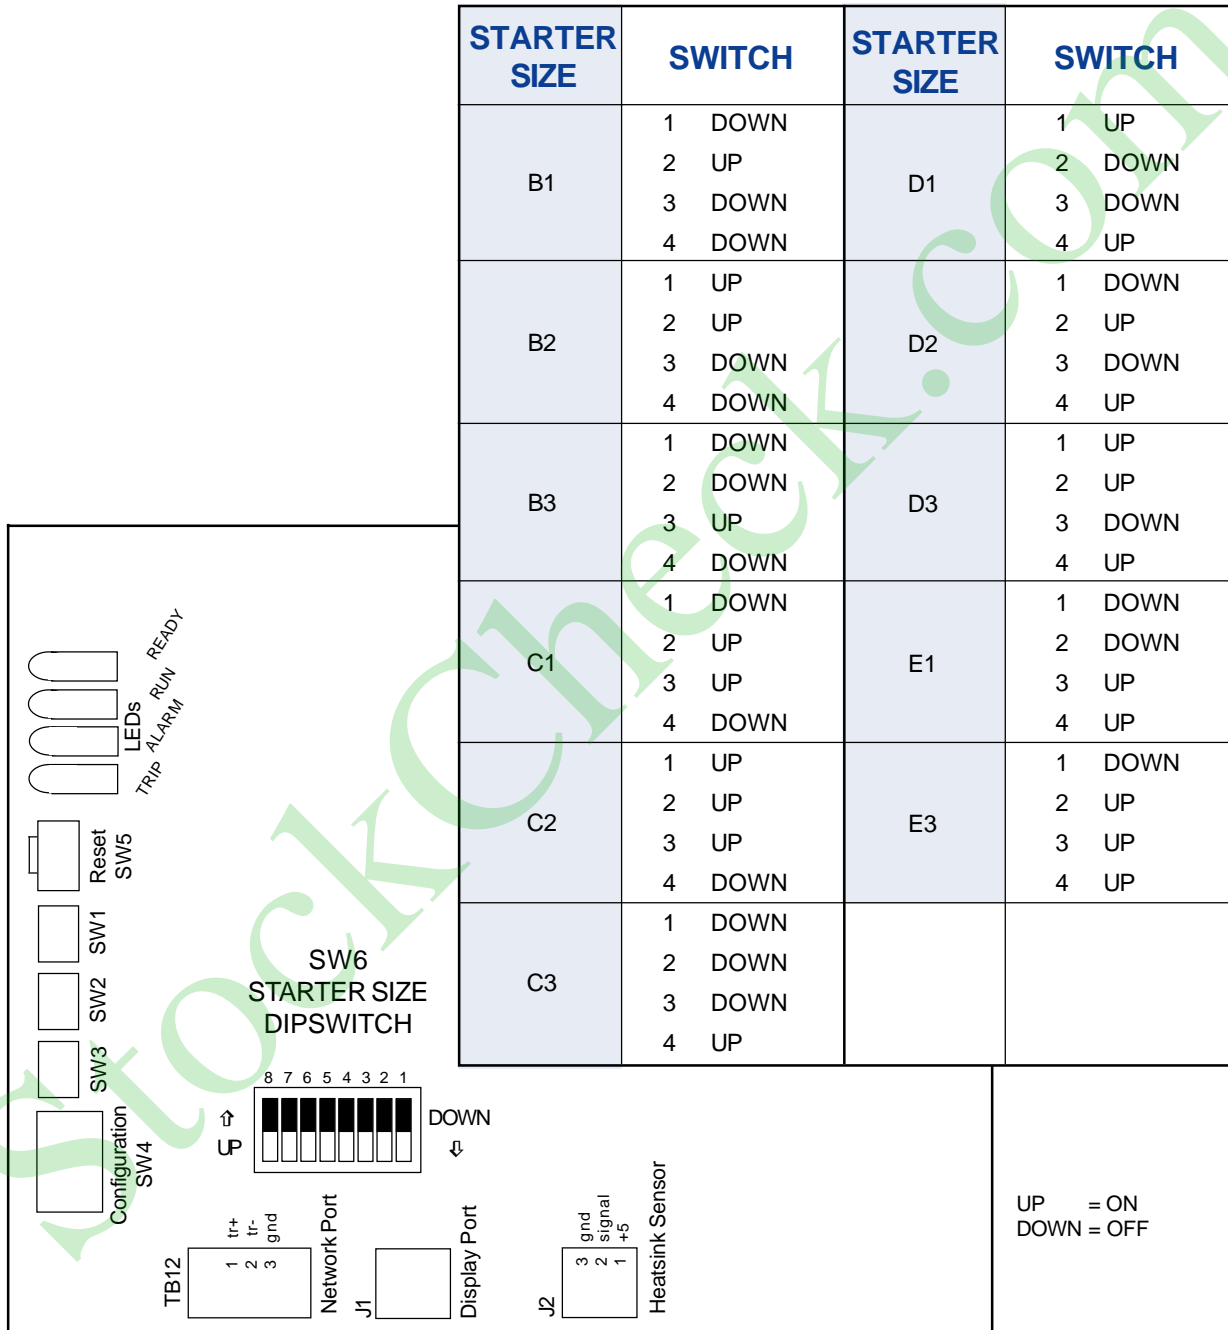 STARTER SIZE SWITCH STARTER SIZE SWITCH
B1
1 DOWN
2 UP
3 DOWN
4 DOWN
D1
1 UP
2 DOWN
3 DOWN
4 UP
B2
1 UP
2 UP
3 DOWN
4 DOWN
D2
1 DOWN
2 UP
3 DOWN
4 UP
B3
1 DOWN
2 DOWN
3 UP
4 DOWN
D3
1 UP
2 UP
3 DOWN
4 UP
C1
1 DOWN
2 UP
3 UP
4 DOWN
E1
1 DOWN
2 DOWN
3 UP
4 UP
C2
1 UP
2 UP
3 UP
4 DOWN
E3
1 DOWN
2 UP
3 UP
4 UP
C3
1 DOWN
2 DOWN
3 DOWN
4 UP
READY
RUN
ALARM
TRIP
LEDs
Reset
SW5
SW1
SW2
SW3
Configuration
SW4
SW6
STARTER SIZE
DIPSWITCH
8 7 6 5 4 3 2 1
⇧
UP
DOWN
⇩
TB12
1 tr+
2 tr-
3 gnd
Network Port
J1
Display Port
J2
3 gnd
2 signal
1 +5
Heatsink Sensor
UP = ON
DOWN = OFF
StockCheck.com